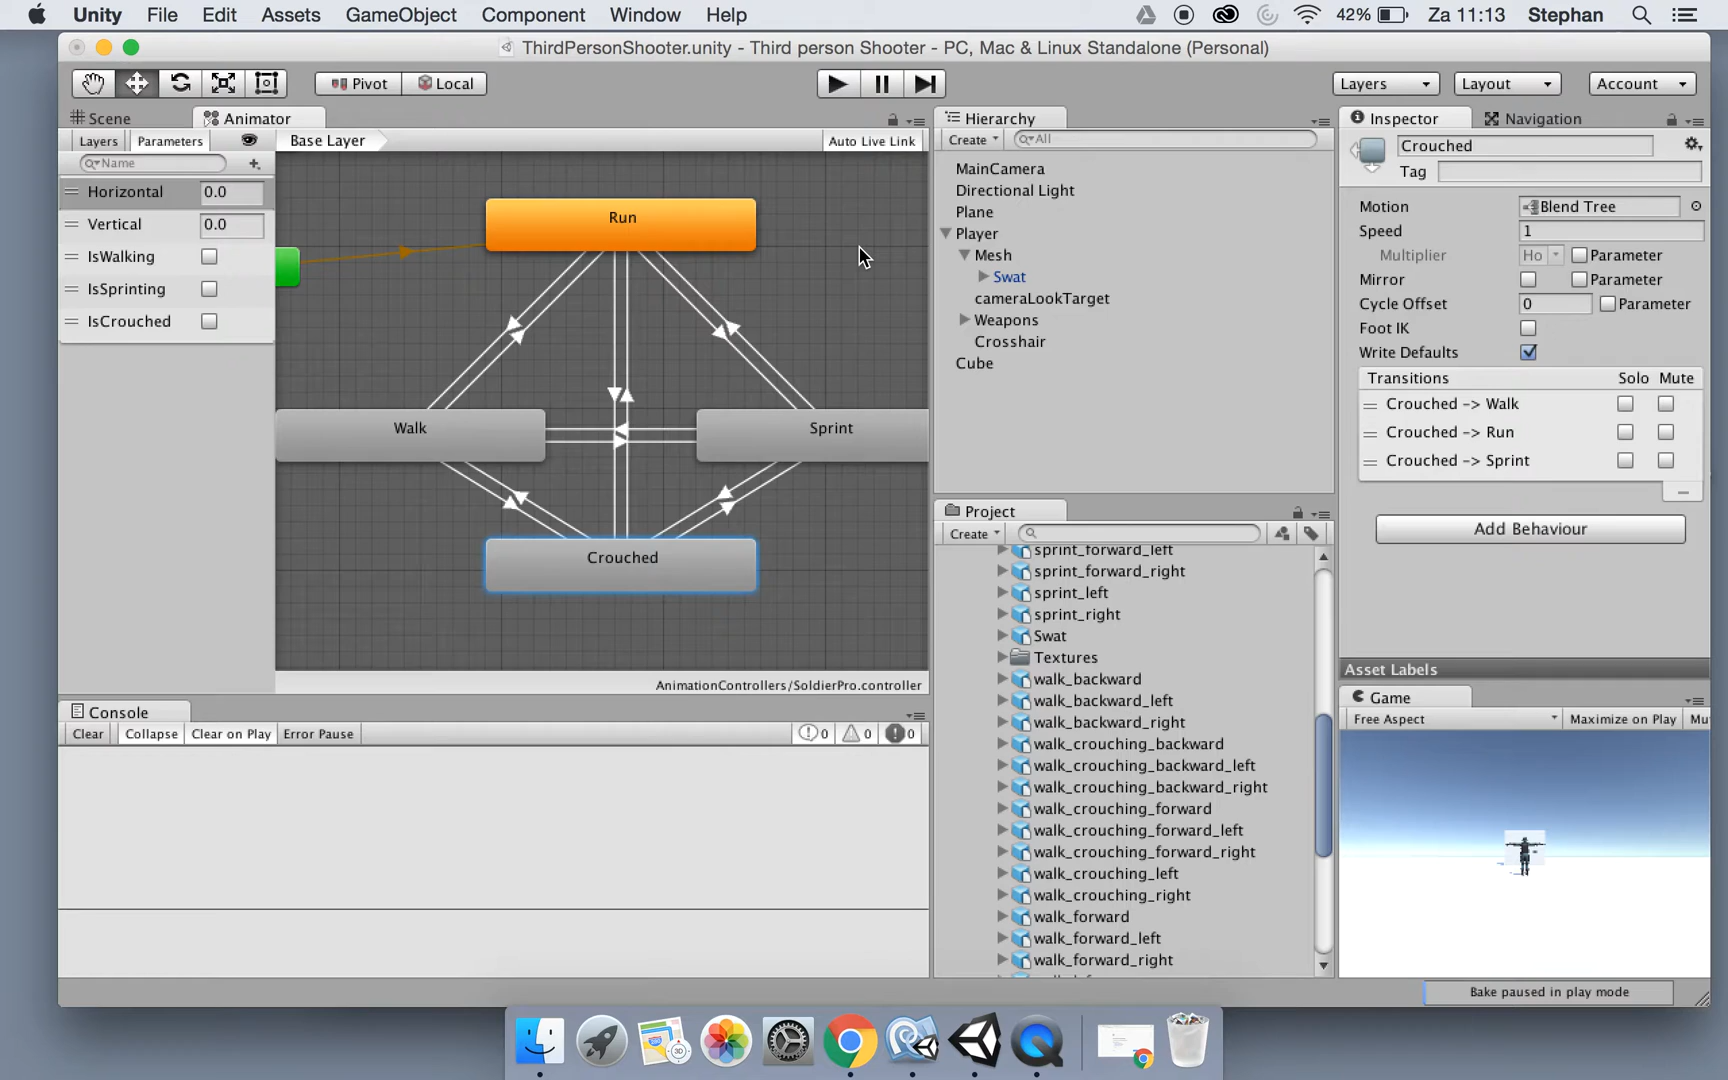 Unity File Edit Assets GameObject Component Window Help 42% Za 11:13 Stephan
ThirdPersonShooter.unity - Third person Shooter - PC, Mac & Linux Standalone (Personal)
Pivot Local Layers Layout Account
Scene Animator
Layers Parameters Base Layer Auto Live Link
Name
Horizontal 0.0
Vertical 0.0
IsWalking
IsSprinting
IsCrouched
Run
Walk
Sprint
Crouched
AnimationControllers/SoldierPro.controller
Console
Clear Collapse Clear on Play Error Pause 0 0 0
Hierarchy
Create All
MainCamera
Directional Light
Plane
Player
Mesh
Swat
cameraLookTarget
Weapons
Crosshair
Cube
Project
Create
sprint_forward_left
sprint_forward_right
sprint_left
sprint_right
Swat
Textures
walk_backward
walk_backward_left
walk_backward_right
walk_crouching_backward
walk_crouching_backward_left
walk_crouching_backward_right
walk_crouching_forward
walk_crouching_forward_left
walk_crouching_forward_right
walk_crouching_left
walk_crouching_right
walk_forward
walk_forward_left
walk_forward_right
Inspector Navigation
Crouched
Tag
Motion Blend Tree
Speed 1
Multiplier Ho Parameter
Mirror Parameter
Cycle Offset 0 Parameter
Foot IK
Write Defaults
Transitions Solo Mute
Crouched -> Walk
Crouched -> Run
Crouched -> Sprint
Add Behaviour
Asset Labels
Game
Free Aspect Maximize on Play Mu
Bake paused in play mode